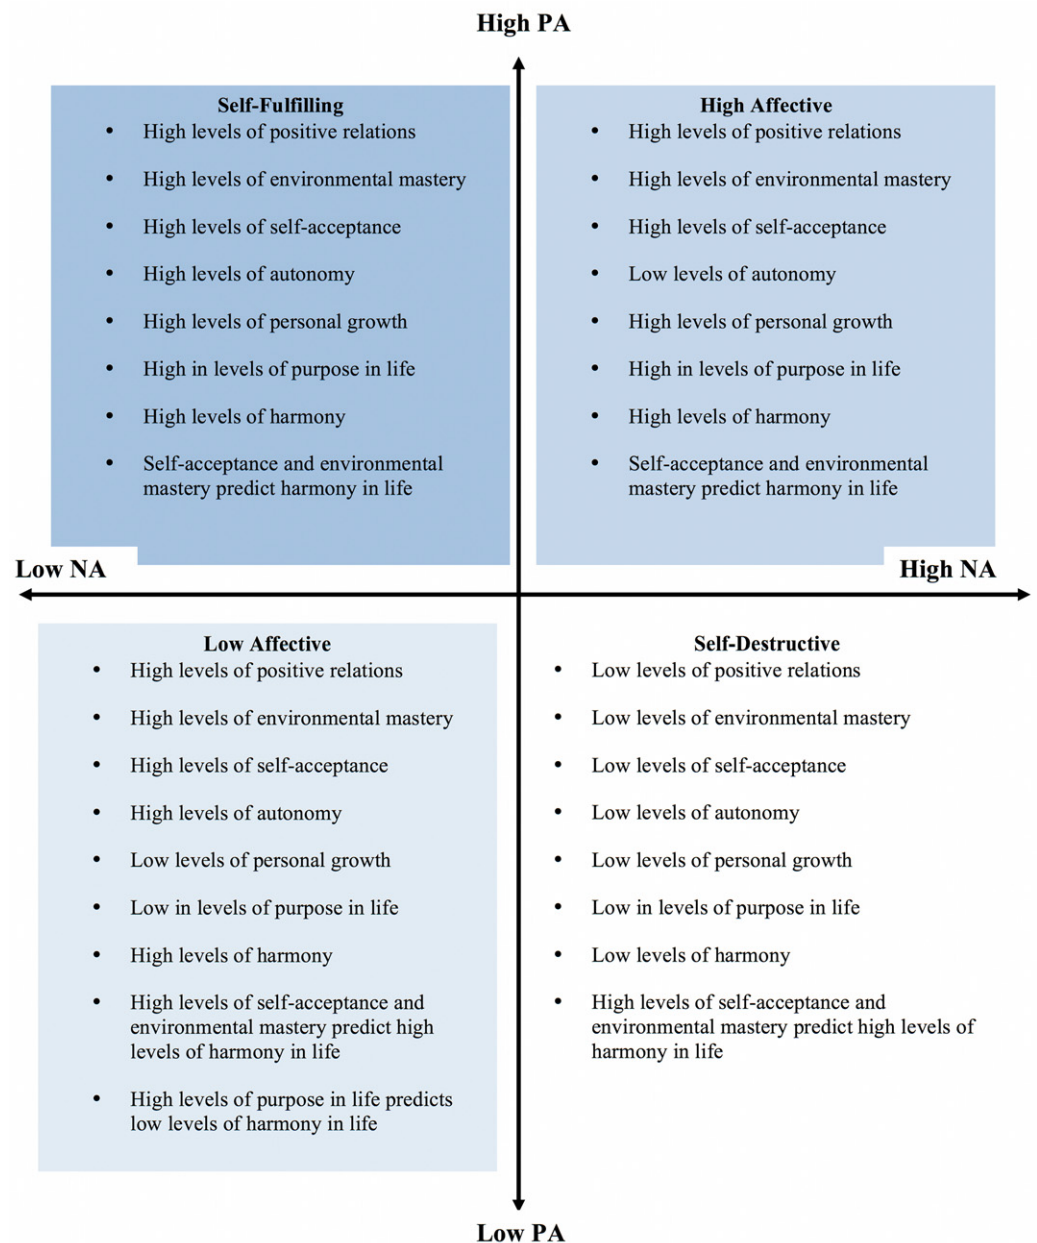 High PA
Self-Fulfilling
• High levels of positive relations
• High levels of environmental mastery
• High levels of self-acceptance
• High levels of autonomy
• High levels of personal growth
• High in levels of purpose in life
• High levels of harmony
• Self-acceptance and environmental
mastery predict harmony in life
High Affective
• High levels of positive relations
• High levels of environmental mastery
• High levels of self-acceptance
• Low levels of autonomy
• High levels of personal growth
• High in levels of purpose in life
• High levels of harmony
• Self-acceptance and environmental
mastery predict harmony in life
Low NA
High NA
Low Affective
• High levels of positive relations
• High levels of environmental mastery
• High levels of self-acceptance
• High levels of autonomy
• Low levels of personal growth
• Low in levels of purpose in life
• High levels of harmony
• High levels of self-acceptance and
environmental mastery predict high
levels of harmony in life
• High levels of purpose in life predicts
low levels of harmony in life
Self-Destructive
• Low levels of positive relations
• Low levels of environmental mastery
• Low levels of self-acceptance
• Low levels of autonomy
• Low levels of personal growth
• Low in levels of purpose in life
• Low levels of harmony
• High levels of self-acceptance and
environmental mastery predict high levels of
harmony in life
Low PA